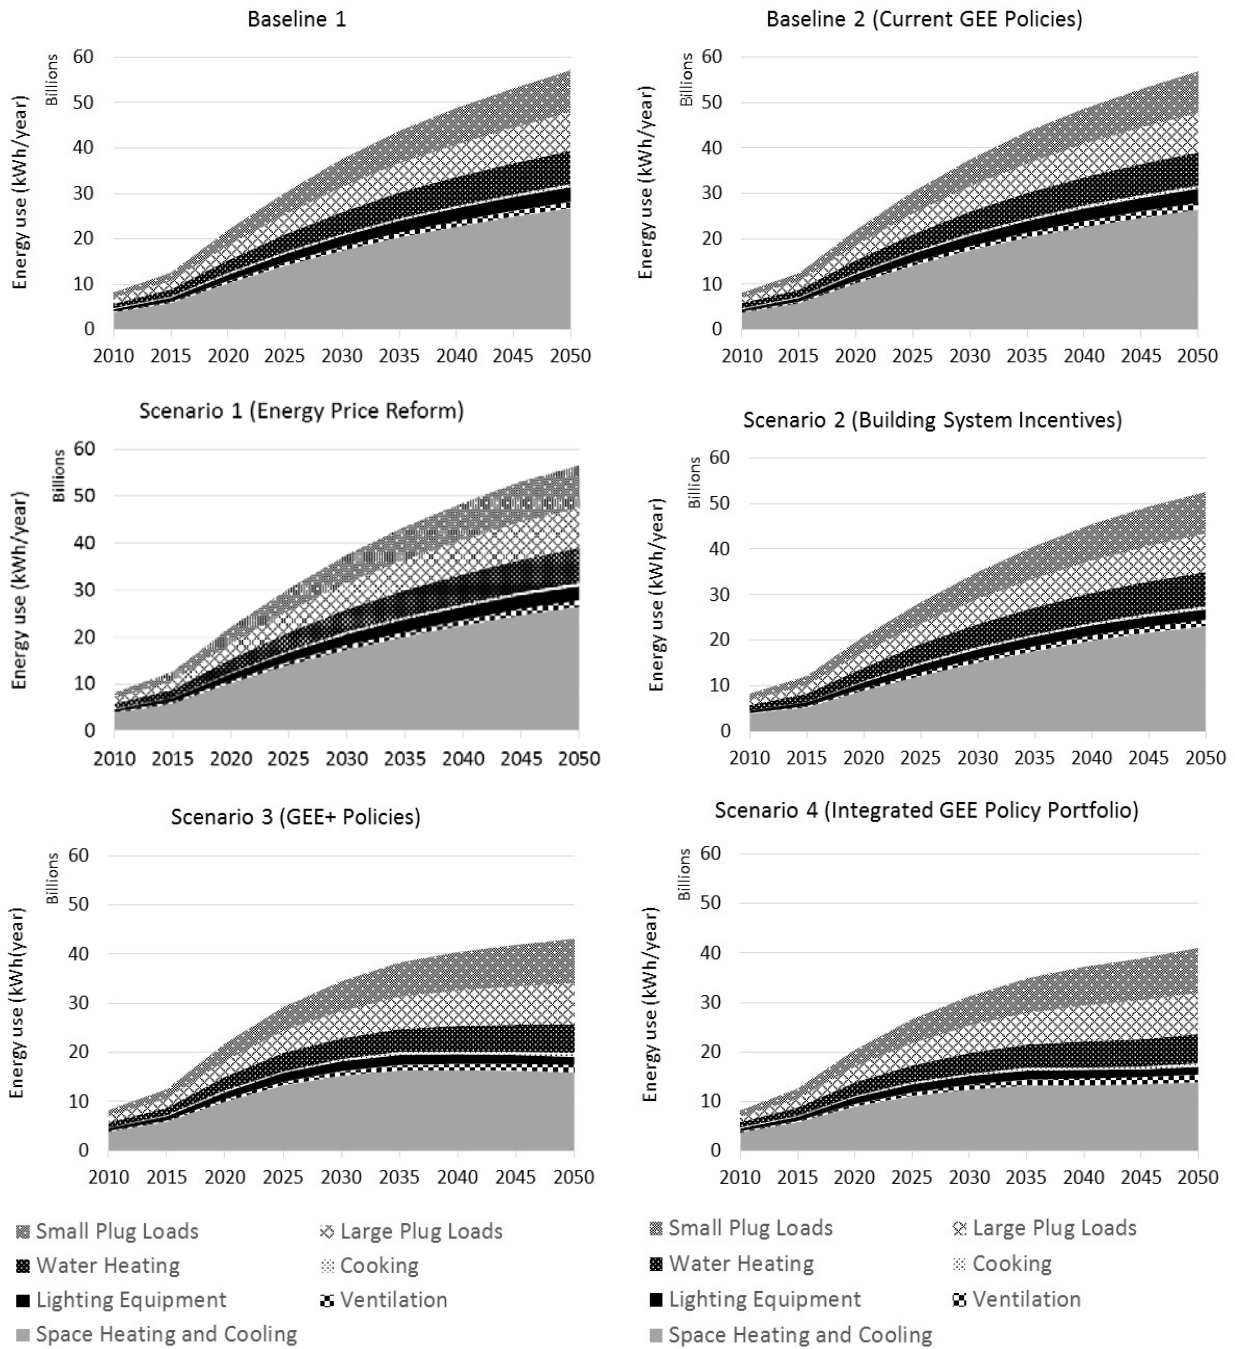 Baseline 1
Billions
Energy use (kWh/year)
60
50
40
30
20
10
0
2010 2015 2020 2025 2030 2035 2040 2045 2050
Baseline 2 (Current GEE Policies)
Billions
Energy use (kWh/year)
60
50
40
30
20
10
0
2010 2015 2020 2025 2030 2035 2040 2045 2050
Scenario 1 (Energy Price Reform)
Billions
Energy use (kWh/year)
60
50
40
30
20
10
0
2010 2015 2020 2025 2030 2035 2040 2045 2050
Scenario 2 (Building System Incentives)
Billions
Energy use (kWh/year)
60
50
40
30
20
10
0
2010 2015 2020 2025 2030 2035 2040 2045 2050
Scenario 3 (GEE+ Policies)
Billions
Energy use (kWh(year)
60
50
40
30
20
10
0
2010 2015 2020 2025 2030 2035 2040 2045 2050
Scenario 4 (Integrated GEE Policy Portfolio)
Billions
Energy use (kWh/year)
60
50
40
30
20
10
0
2010 2015 2020 2025 2030 2035 2040 2045 2050
Small Plug Loads Large Plug Loads
Water Heating Cooking
Lighting Equipment Ventilation
Space Heating and Cooling
Small Plug Loads Large Plug Loads
Water Heating Cooking
Lighting Equipment Ventilation
Space Heating and Cooling